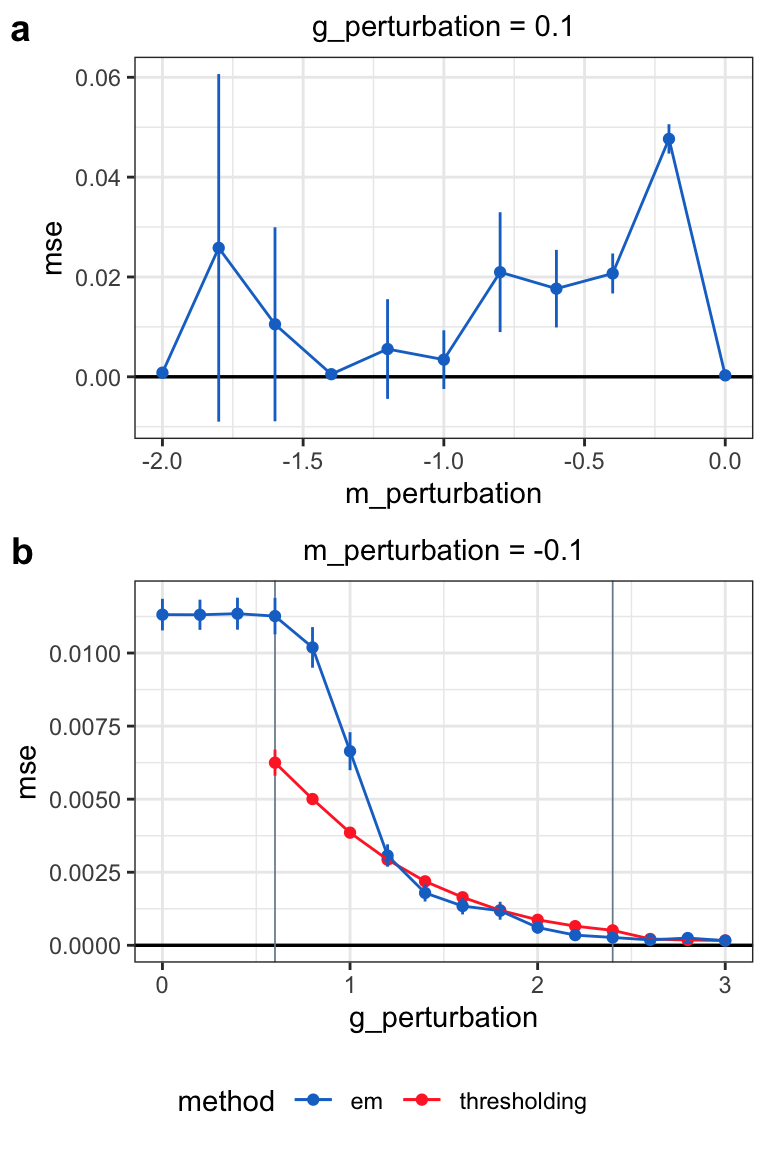 a
g_perturbation = 0.1
0.06
0.04
0.02
0.00
mse
-2.0 -1.5 -1.0 -0.5 0.0
m_perturbation
b
m_perturbation = -0.1
0.0100
0.0075
0.0050
0.0025
0.0000
mse
0 1 2 3
g_perturbation
method em thresholding